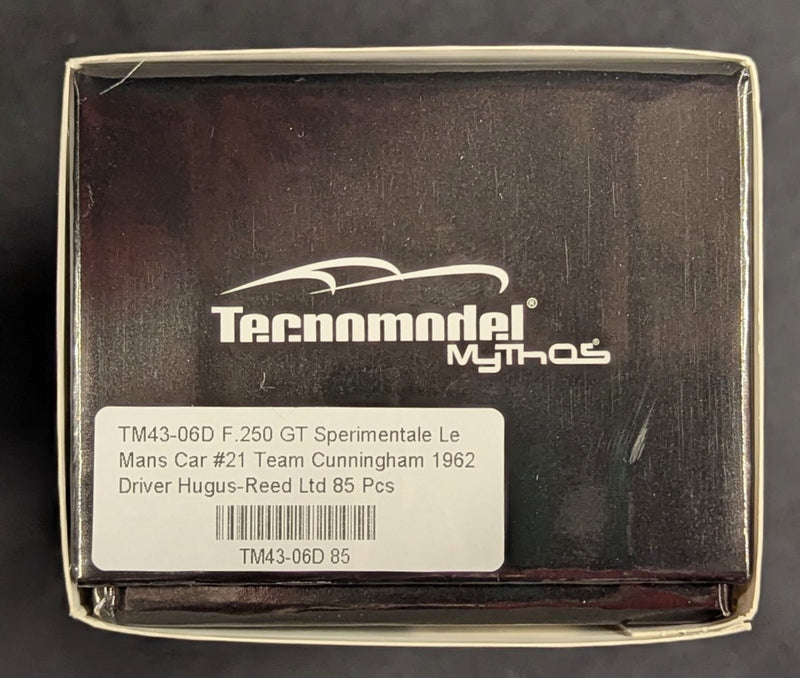 Tecnomodel®
MyThos®
TM43-06D F.250 GT Sperimentale Le
Mans Car #21 Team Cunningham 1962
Driver Hugus-Reed Ltd 85 Pcs
TM43-06D 85